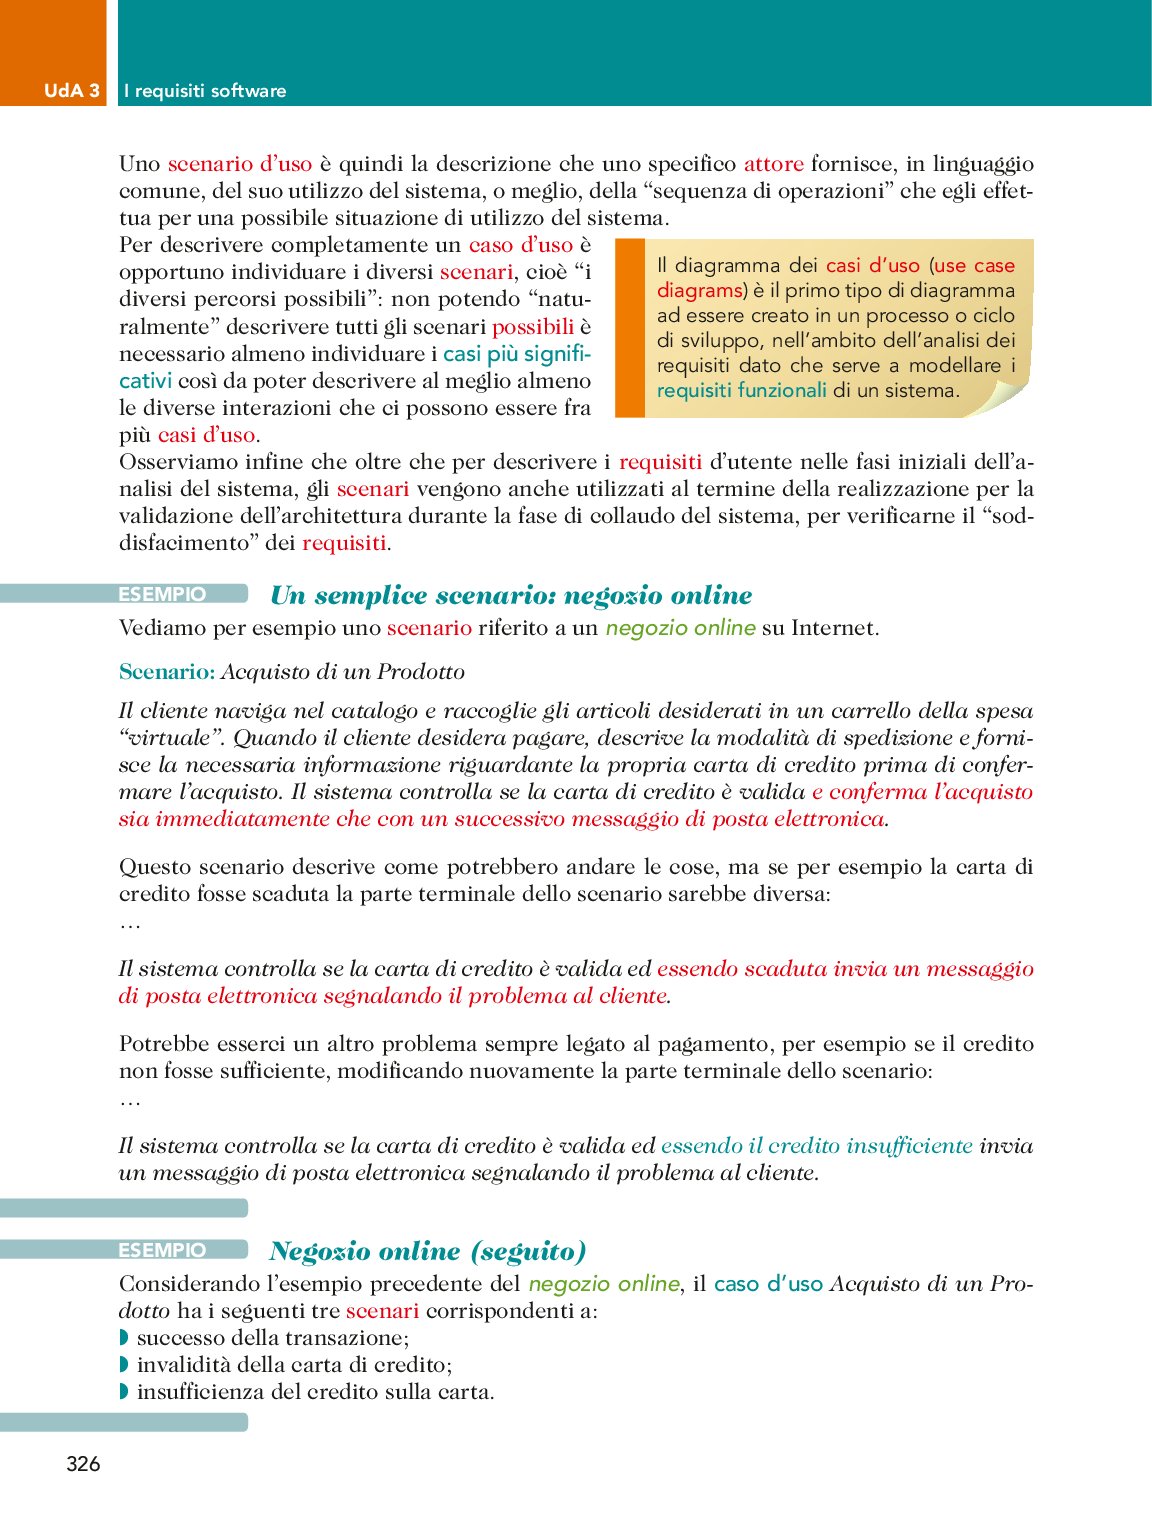 UdA 3 I requisiti software
Uno scenario d’uso è quindi la descrizione che uno specifico attore fornisce, in linguaggio
comune, del suo utilizzo del sistema, o meglio, della “sequenza di operazioni” che egli effet-
tua per una possibile situazione di utilizzo del sistema.
Per descrivere completamente un caso d’uso è
opportuno individuare i diversi scenari, cioè “i
diversi percorsi possibili”: non potendo “natu-
ralmente” descrivere tutti gli scenari possibili è
necessario almeno individuare i casi più signifi-
cativi così da poter descrivere al meglio almeno
le diverse interazioni che ci possono essere fra
più casi d’uso.
Il diagramma dei casi d’uso (use case
diagrams) è il primo tipo di diagramma
ad essere creato in un processo o ciclo
di sviluppo, nell’ambito dell’analisi dei
requisiti dato che serve a modellare i
requisiti funzionali di un sistema.
Osserviamo infine che oltre che per descrivere i requisiti d’utente nelle fasi iniziali dell’a-
nalisi del sistema, gli scenari vengono anche utilizzati al termine della realizzazione per la
validazione dell’architettura durante la fase di collaudo del sistema, per verificarne il “sod-
disfacimento” dei requisiti.
ESEMPIO Un semplice scenario: negozio online
Vediamo per esempio uno scenario riferito a un negozio online su Internet.
Scenario: Acquisto di un Prodotto
Il cliente naviga nel catalogo e raccoglie gli articoli desiderati in un carrello della spesa
“virtuale”. Quando il cliente desidera pagare, descrive la modalità di spedizione e forni-
sce la necessaria informazione riguardante la propria carta di credito prima di confer-
mare l’acquisto. Il sistema controlla se la carta di credito è valida e conferma l’acquisto
sia immediatamente che con un successivo messaggio di posta elettronica.
Questo scenario descrive come potrebbero andare le cose, ma se per esempio la carta di
credito fosse scaduta la parte terminale dello scenario sarebbe diversa:
…
Il sistema controlla se la carta di credito è valida ed essendo scaduta invia un messaggio
di posta elettronica segnalando il problema al cliente.
Potrebbe esserci un altro problema sempre legato al pagamento, per esempio se il credito
non fosse sufficiente, modificando nuovamente la parte terminale dello scenario:
…
Il sistema controlla se la carta di credito è valida ed essendo il credito insufficiente invia
un messaggio di posta elettronica segnalando il problema al cliente.
ESEMPIO Negozio online (seguito)
Considerando l’esempio precedente del negozio online, il caso d’uso Acquisto di un Pro-
dotto ha i seguenti tre scenari corrispondenti a:
◗ successo della transazione;
◗ invalidità della carta di credito;
◗ insufficienza del credito sulla carta.
326